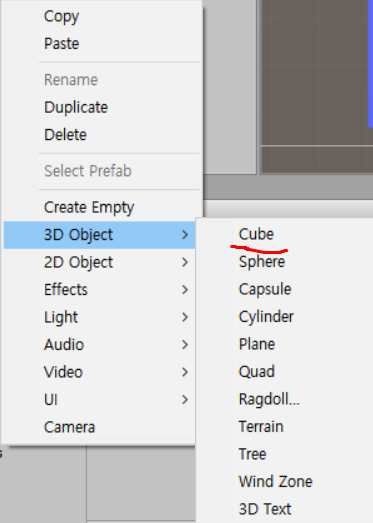 Copy
Paste
Rename
Duplicate
Delete
Select Prefab
Create Empty
3D Object
2D Object
Effects
Light
Audio
Video
UI
Camera
Cube
Sphere
Capsule
Cylinder
Plane
Quad
Ragdoll...
Terrain
Tree
Wind Zone
3D Text